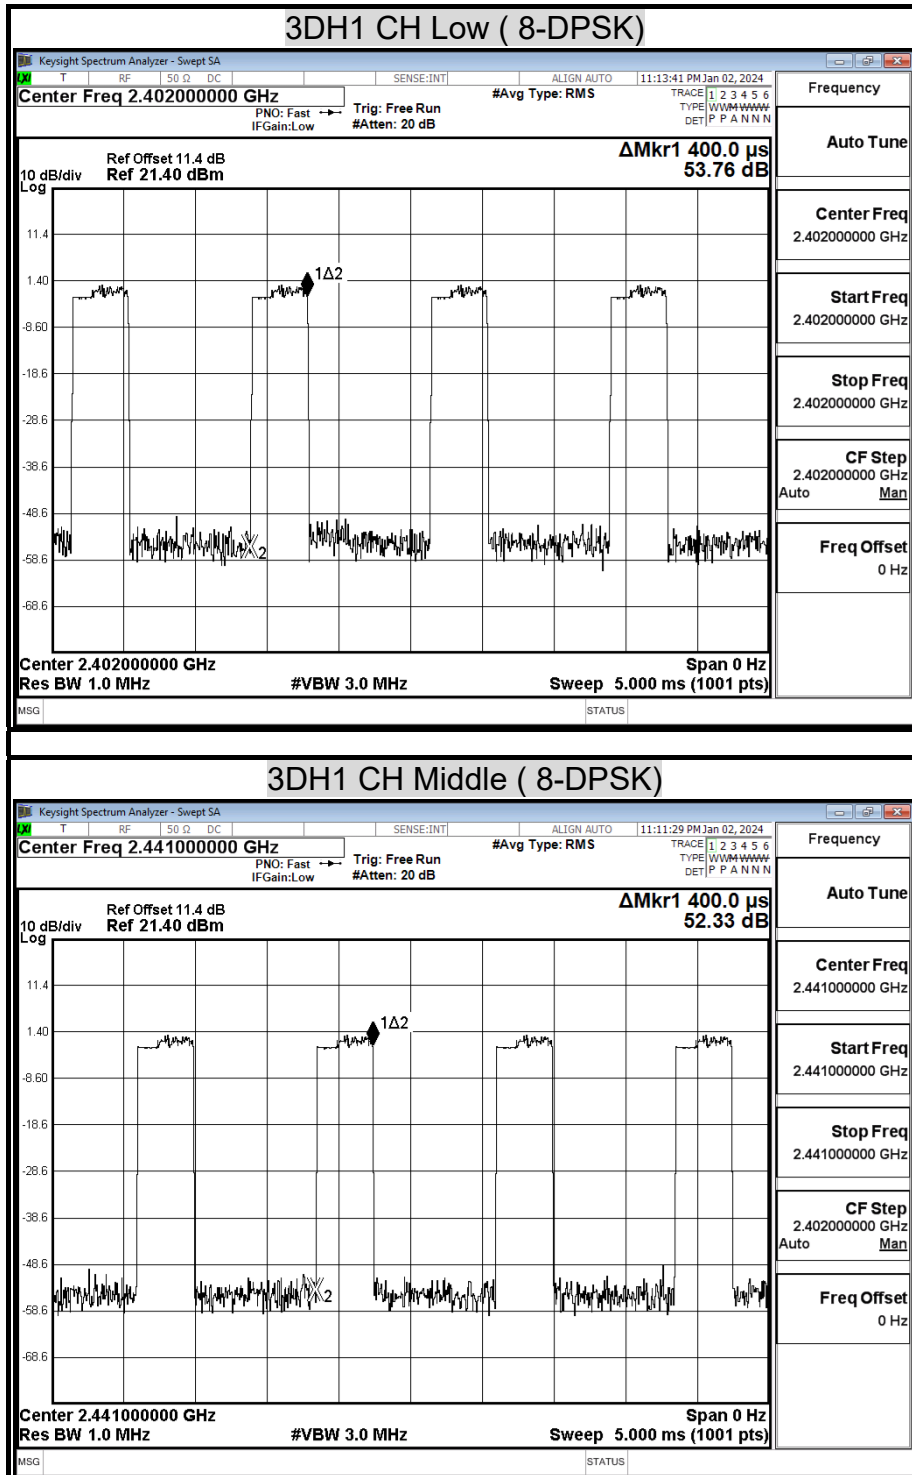 3DH1 CH Low ( 8-DPSK)
Keysight Spectrum Analyzer - Swept SA
LXI T RF 50 Ω DC SENSE:INT ALIGN AUTO 11:13:41 PM Jan 02, 2024
Center Freq 2.402000000 GHz #Avg Type: RMS TRACE 1 2 3 4 5 6
PNO: Fast Trig: Free Run TYPE WWMWWWW
IFGain:Low #Atten: 20 dB DET P P A N N N
Frequency
Auto Tune
ΔMkr1 400.0 µs
53.76 dB
Ref Offset 11.4 dB
10 dB/div Ref 21.40 dBm
Log
11.4
1.40
-8.60
-18.6
-28.6
-38.6
-48.6
-58.6
-68.6
1Δ2
2
Center Freq
2.402000000 GHz
Start Freq
2.402000000 GHz
Stop Freq
2.402000000 GHz
CF Step
2.402000000 GHz
Auto Man
Freq Offset
0 Hz
Center 2.402000000 GHz Span 0 Hz
Res BW 1.0 MHz #VBW 3.0 MHz Sweep 5.000 ms (1001 pts)
MSG STATUS
3DH1 CH Middle ( 8-DPSK)
Keysight Spectrum Analyzer - Swept SA
LXI T RF 50 Ω DC SENSE:INT ALIGN AUTO 11:11:29 PM Jan 02, 2024
Center Freq 2.441000000 GHz #Avg Type: RMS TRACE 1 2 3 4 5 6
PNO: Fast Trig: Free Run TYPE WWMWWWW
IFGain:Low #Atten: 20 dB DET P P A N N N
Frequency
Auto Tune
ΔMkr1 400.0 µs
52.33 dB
Ref Offset 11.4 dB
10 dB/div Ref 21.40 dBm
Log
11.4
1.40
-8.60
-18.6
-28.6
-38.6
-48.6
-58.6
-68.6
1Δ2
2
Center Freq
2.441000000 GHz
Start Freq
2.441000000 GHz
Stop Freq
2.441000000 GHz
CF Step
2.402000000 GHz
Auto Man
Freq Offset
0 Hz
Center 2.441000000 GHz Span 0 Hz
Res BW 1.0 MHz #VBW 3.0 MHz Sweep 5.000 ms (1001 pts)
MSG STATUS